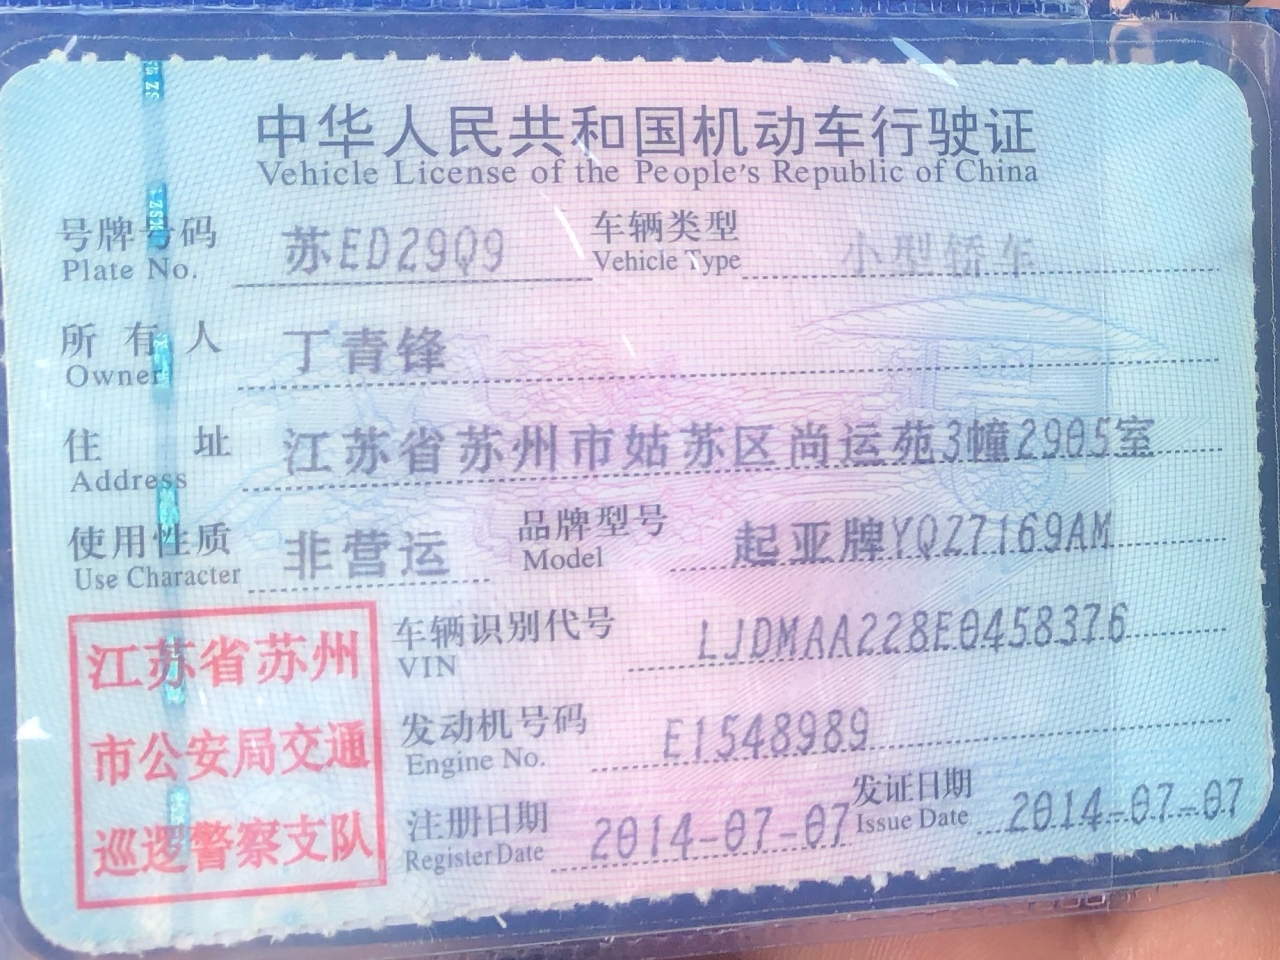 中华人民共和国机动车行驶证
Vehicle License of the People's Republic of China
号牌号码 苏ED29Q9 车辆类型 小型轿车
Plate No. Vehicle Type
所有人 丁青锋
Owner
住址 江苏省苏州市姑苏区尚运苑3幢2905室
Address
使用性质 非营运 品牌型号 起亚牌YQZ7169AM
Use Character Model
车辆识别代号 LJDMAA228E0458376
VIN
发动机号码 E1548989
Engine No.
注册日期 2014-07-07 发证日期 2014-07-07
Register Date Issue Date
江苏省苏州
市公安局交通
巡逻警察支队